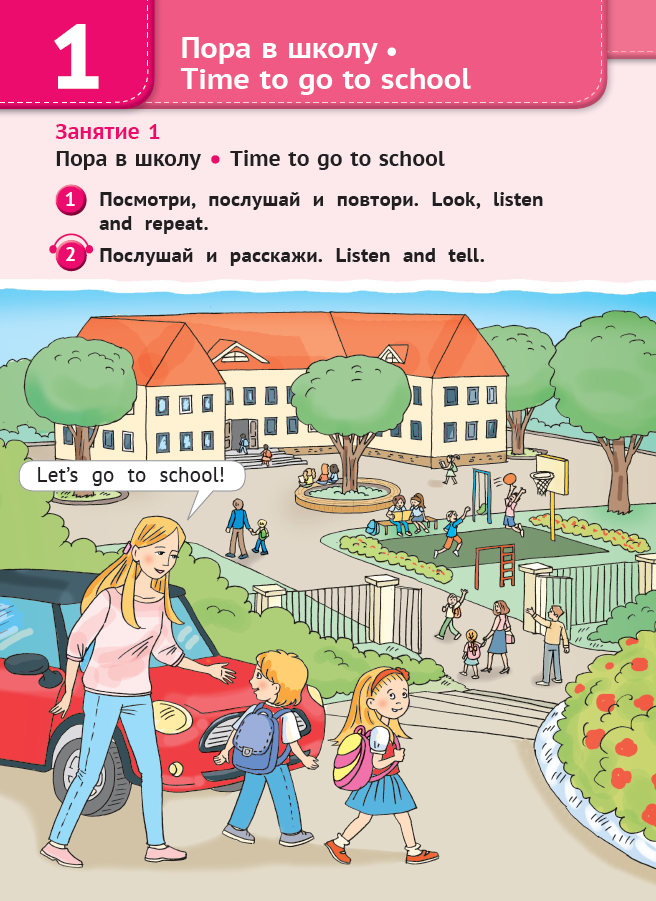 1
Пора в школу •
Time to go to school
Занятие 1
Пора в школу • Time to go to school
1 Посмотри, послушай и повтори. Look, listen
and repeat.
2 Послушай и расскажи. Listen and tell.
Let's go to school!